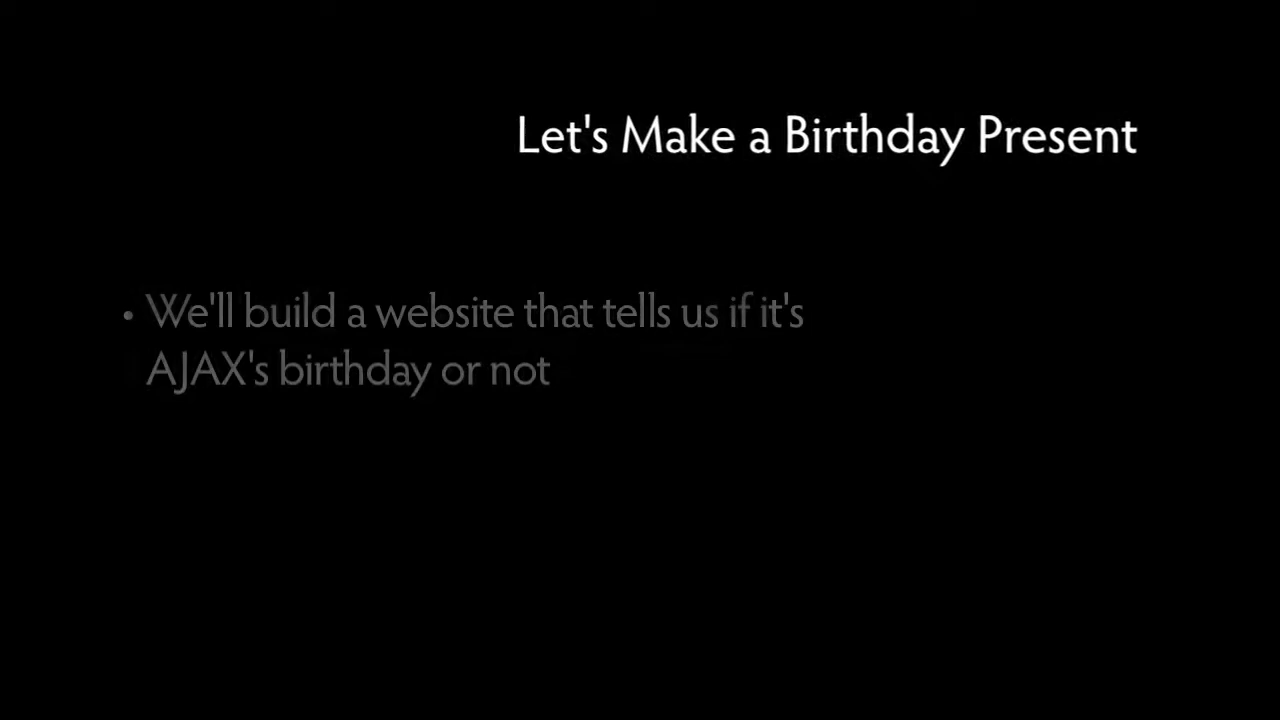 Let's Make a Birthday Present
• We'll build a website that tells us if it's
AJAX's birthday or not